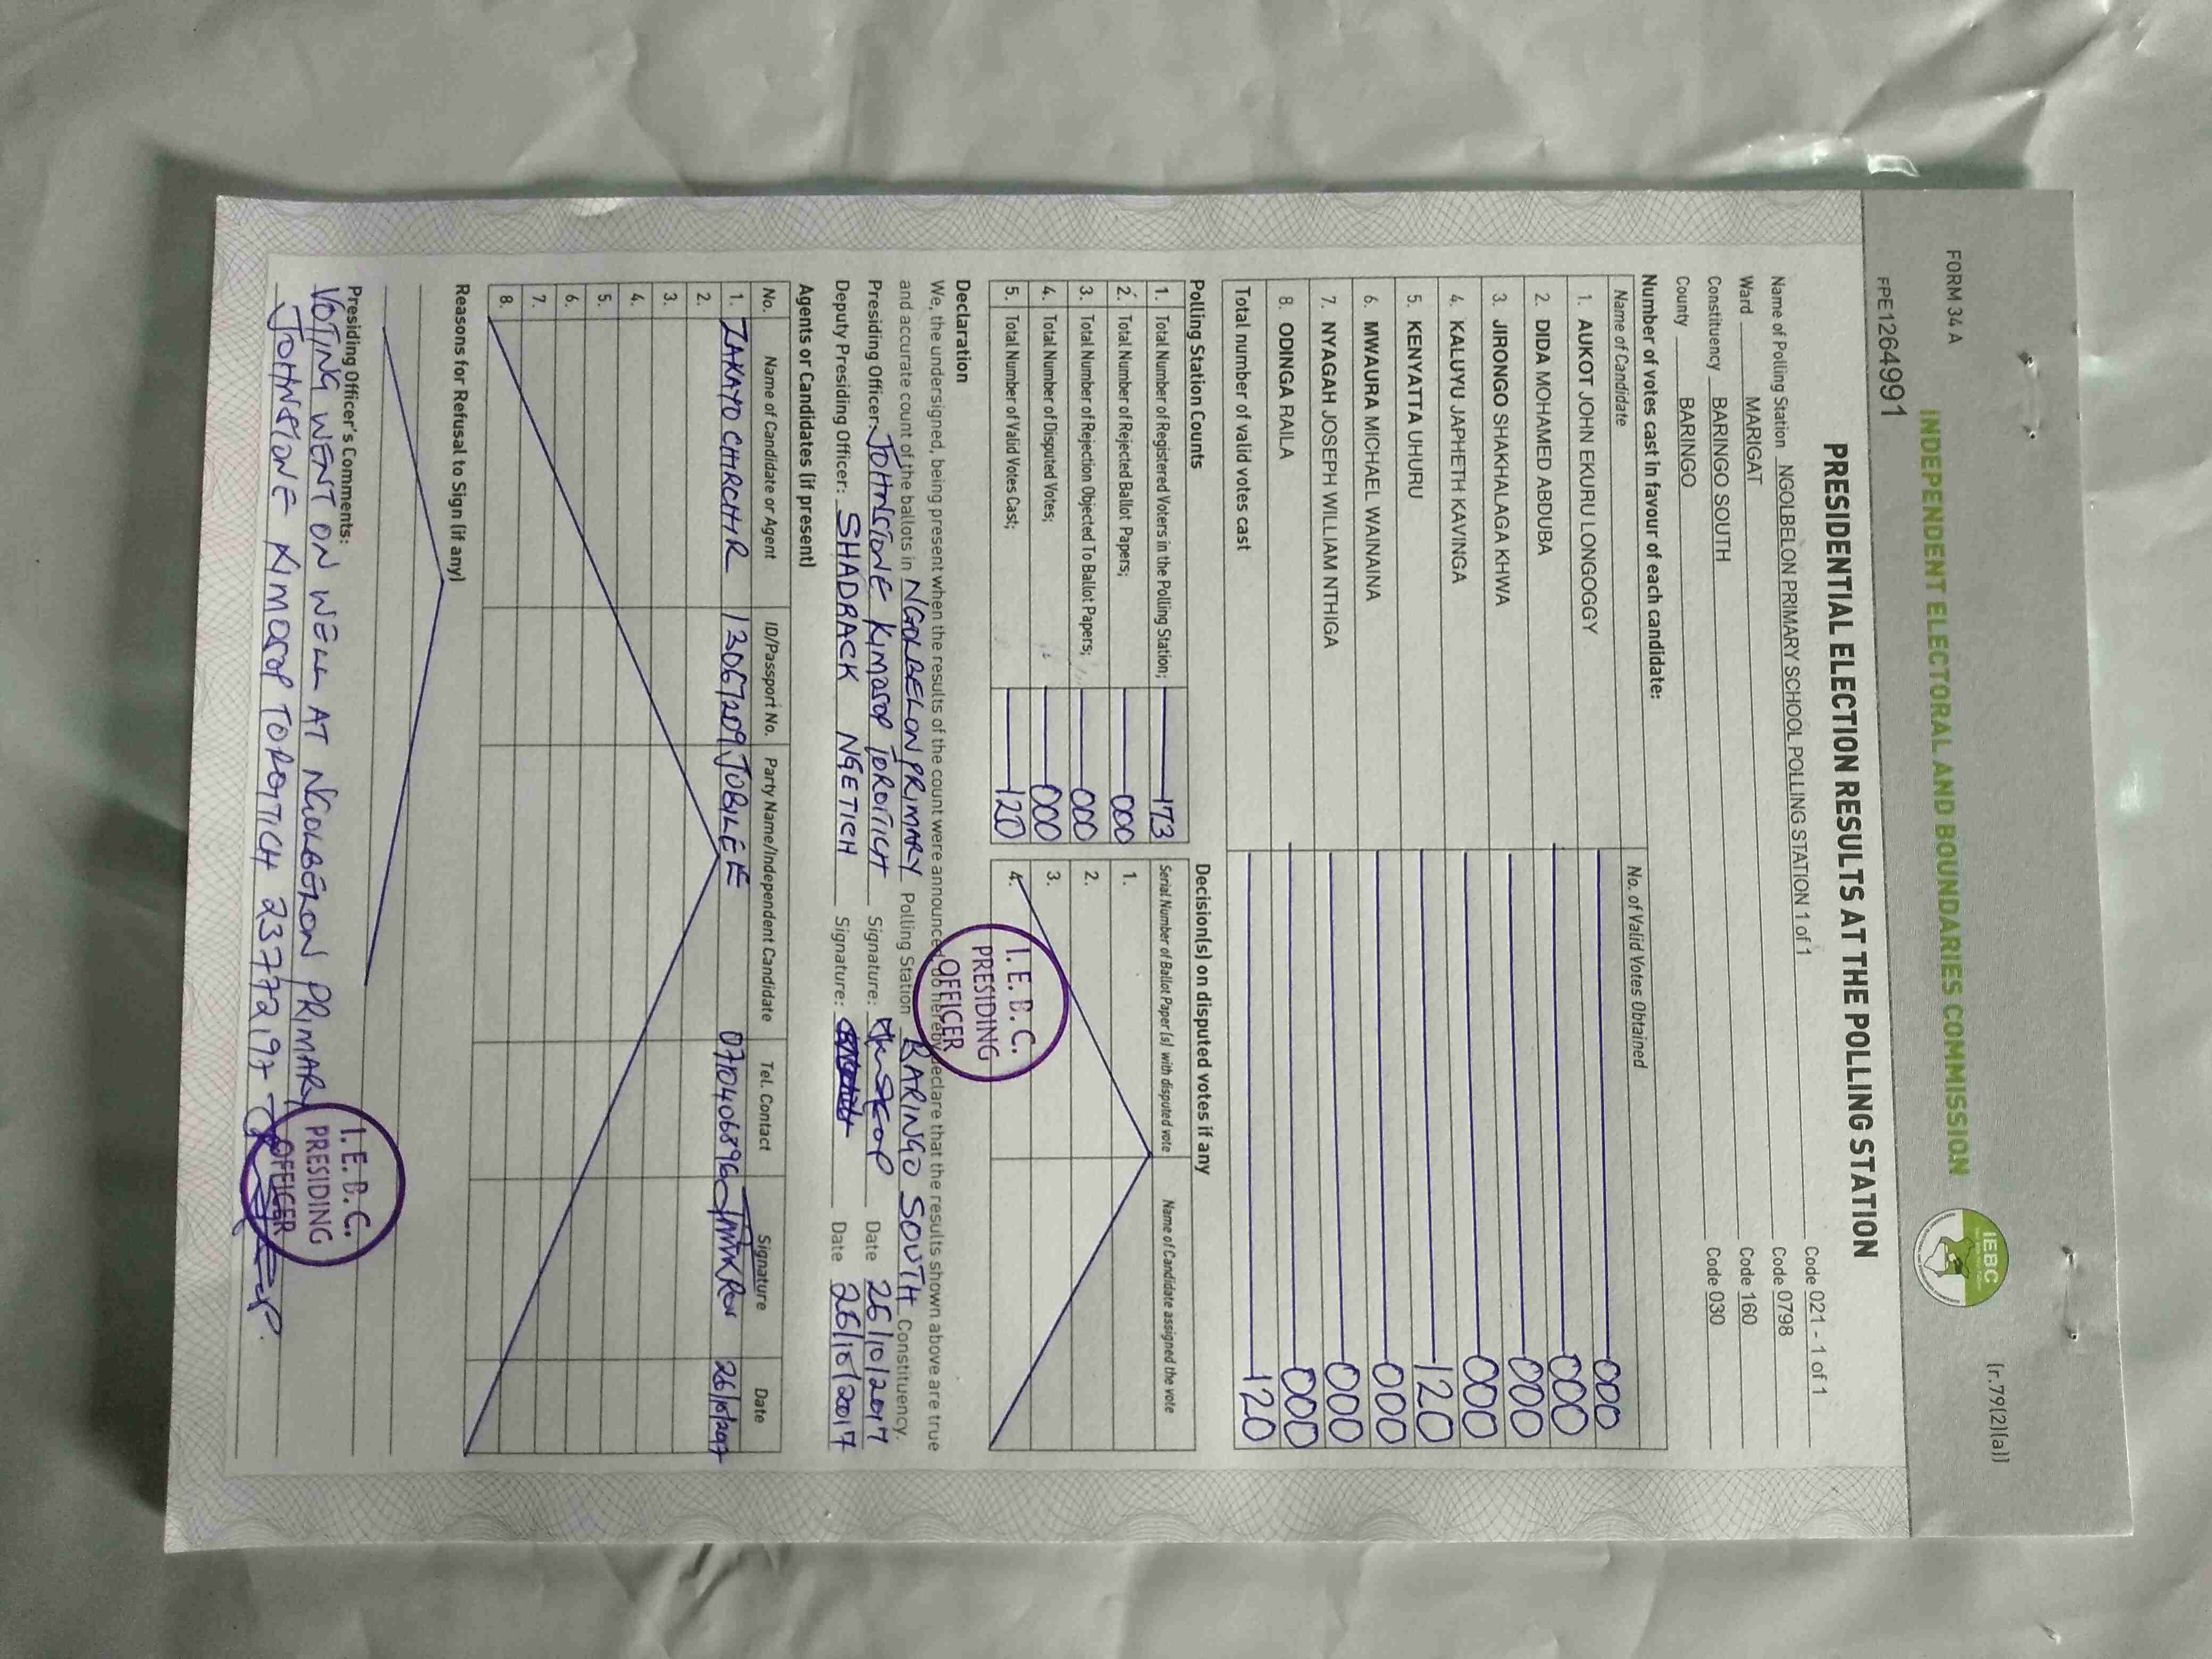 FORM 34 A
(r.79(2)(a))
INDEPENDENT ELECTORAL AND BOUNDARIES COMMISSION
IEBC
FPE1264991
PRESIDENTIAL ELECTION RESULTS AT THE POLLING STATION
Code 021 - 1 of 1
Name of Polling Station NGOLBELON PRIMARY SCHOOL POLLING STATION 1 of 1 Code 0798
Ward MARIGAT Code 160
Constituency BARINGO SOUTH Code 030
County BARINGO
Number of votes cast in favour of each candidate:
Name of Candidate No. of Valid Votes Obtained
1. AUKOT JOHN EKURU LONGOGGY 000
2. DIDA MOHAMED ABDUBA 000
3. JIRONGO SHAKHALAGA KHWA 000
4. KALUYU JAPHETH KAVINGA 000
5. KENYATTA UHURU 120
6. MWAURA MICHAEL WAINAINA 000
7. NYAGAH JOSEPH WILLIAM NTHIGA 000
8. ODINGA RAILA 000
Total number of valid votes cast 120
Polling Station Counts
1. Total Number of Registered Voters in the Polling Station; 173
2. Total Number of Rejected Ballot Papers; 000
3. Total Number of Rejection Objected To Ballot Papers; 000
4. Total Number of Disputed Votes; 000
5. Total Number of Valid Votes Cast; 120
Decision(s) on disputed votes if any
Serial Number of Ballot Paper(s) with disputed vote Name of Candidate assigned the vote
1.
2.
3.
4.
I.E.B.C.
PRESIDING
OFFICER
Declaration
We, the undersigned, being present when the results of the count were announced, do hereby declare that the results shown above are true
and accurate count of the ballots in NGOLBELON PRIMARY Polling Station BARINGO SOUTH Constituency.
Presiding Officer: JOHNSTONE KIMOSOP TOROITICH Signature: Date 26/10/2017
Deputy Presiding Officer: SHADRACK NGETICH Signature: Date 26/10/2017
Agents or Candidates (if present)
No. Name of Candidate or Agent ID/Passport No. Party Name/Independent Candidate Tel. Contact Signature Date
1. ZAKAYO CHRCHIR 13067209 JUBILEE 070406896 26/10/2017
2.
3.
4.
5.
6.
7.
8.
Reasons for Refusal to Sign (if any)
Presiding Officer's Comments:
VOTING WENT ON WELL AT NGOLBELON PRIMARY
JOHNSTONE KIMOSOP TOROITICH 23772197
I.E.B.C.
PRESIDING
OFFICER